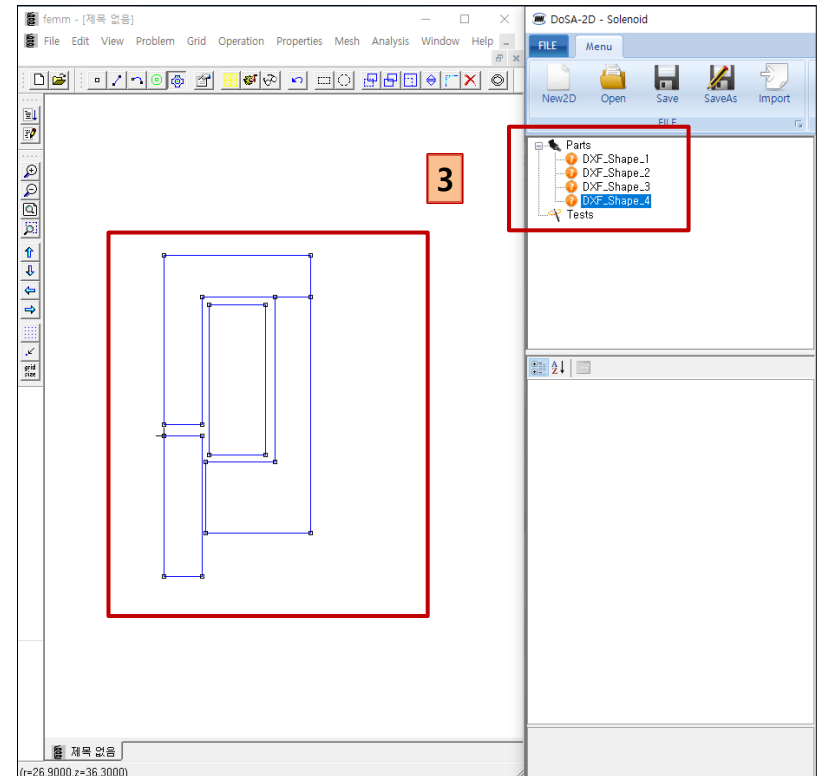 femm - [제목 없음]
File Edit View Problem Grid Operation Properties Mesh Analysis Window Help
grid
size
3
제목 없음
(r=26.9000,z=36.3000)
DoSA-2D - Solenoid
FILE Menu
New2D Open Save SaveAs Import
FILE
Parts
DXF_Shape_1
DXF_Shape_2
DXF_Shape_3
DXF_Shape_4
Tests